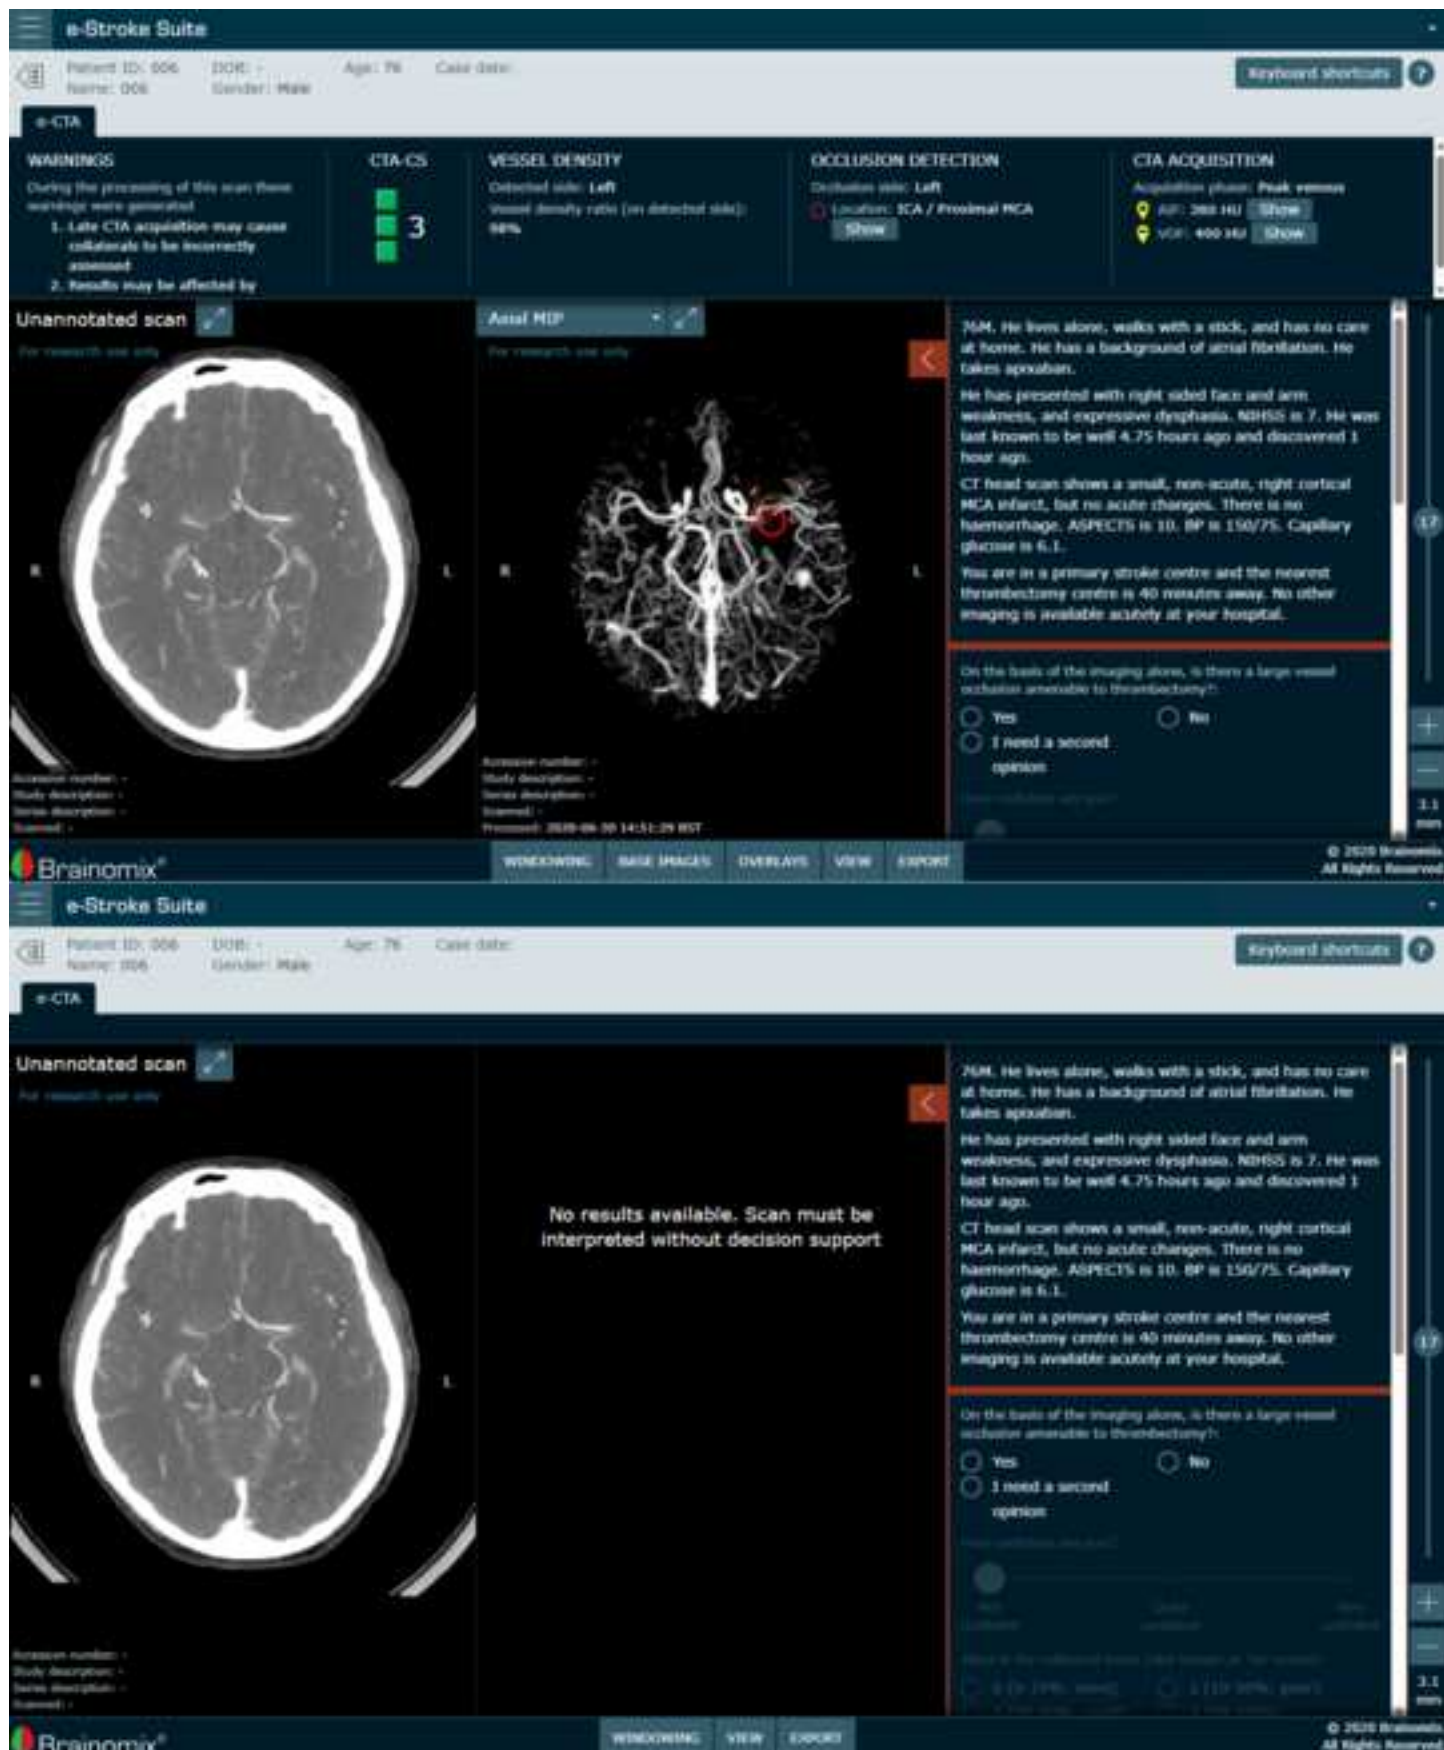 e-Stroke Suite
Patient ID: 006 DOB: - Age: 76 Case date:
Name: 006 Gender: Male
Keyboard shortcuts ?
e-CTA
WARNINGS
During the processing of this scan these
warnings were generated
1. Late CTA acquisition may cause
collaterals to be incorrectly
assessed
2. Results may be affected by
CTA-CS
3
VESSEL DENSITY
Detected side: Left
Vessel density ratio (on detected side):
98%
OCCLUSION DETECTION
Occlusion side: Left
Location: ICA / Proximal MCA
Show
CTA ACQUISITION
Acquisition phase: Peak venous
AIF: 380 HU Show
VOF: 400 HU Show
Unannotated scan
For research use only
R
L
Accession number: -
Study description: -
Series description: -
Scanned: -
Axial MIP
For research use only
R
L
Accession number: -
Study description: -
Series description: -
Scanned: -
Processed: 2020-06-30 14:51:29 BST
76M. He lives alone, walks with a stick, and has no care
at home. He has a background of atrial fibrillation. He
takes apixaban.
He has presented with right sided face and arm
weakness, and expressive dysphasia. NIHSS is 7. He was
last known to be well 4.75 hours ago and discovered 1
hour ago.
CT head scan shows a small, non-acute, right cortical
MCA infarct, but no acute changes. There is no
haemorrhage. ASPECTS is 10. BP is 150/75. Capillary
glucose is 6.1.
You are in a primary stroke centre and the nearest
thrombectomy centre is 40 minutes away. No other
imaging is available acutely at your hospital.
On the basis of the imaging alone, is there a large vessel
occlusion amenable to thrombectomy?:
Yes No
I need a second
opinion
17
+
−
3.1
mm
Brainomix®
WINDOWING BASE IMAGES OVERLAYS VIEW EXPORT
© 2020 Brainomix
All Rights Reserved
e-Stroke Suite
Patient ID: 006 DOB: - Age: 76 Case date:
Name: 006 Gender: Male
Keyboard shortcuts ?
e-CTA
Unannotated scan
For research use only
R
L
Accession number: -
Study description: -
Series description: -
Scanned: -
No results available. Scan must be
interpreted without decision support
76M. He lives alone, walks with a stick, and has no care
at home. He has a background of atrial fibrillation. He
takes apixaban.
He has presented with right sided face and arm
weakness, and expressive dysphasia. NIHSS is 7. He was
last known to be well 4.75 hours ago and discovered 1
hour ago.
CT head scan shows a small, non-acute, right cortical
MCA infarct, but no acute changes. There is no
haemorrhage. ASPECTS is 10. BP is 150/75. Capillary
glucose is 6.1.
You are in a primary stroke centre and the nearest
thrombectomy centre is 40 minutes away. No other
imaging is available acutely at your hospital.
On the basis of the imaging alone, is there a large vessel
occlusion amenable to thrombectomy?:
Yes No
I need a second
opinion
17
+
−
3.1
mm
Brainomix®
WINDOWING VIEW EXPORT
© 2020 Brainomix
All Rights Reserved